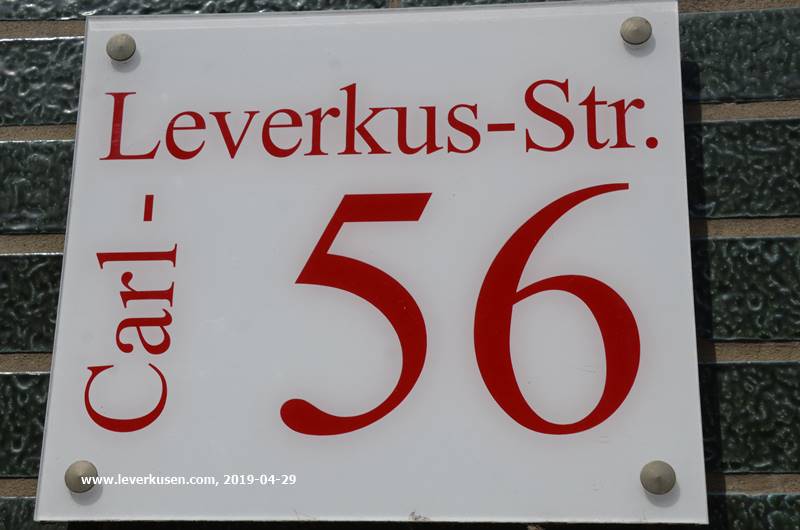 Carl -
Leverkus-Str.
56
www.leverkusen.com, 2019-04-29